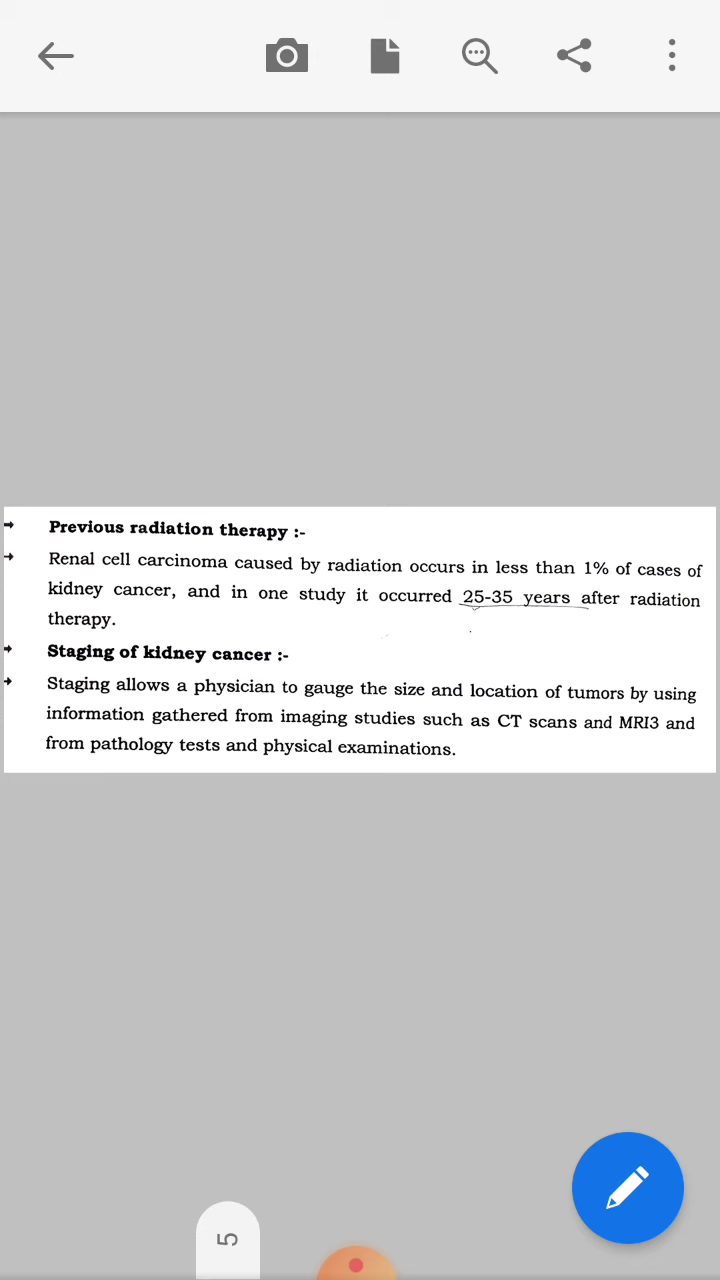 → Previous radiation therapy :-
→ Renal cell carcinoma caused by radiation occurs in less than 1% of cases of
kidney cancer, and in one study it occurred 25-35 years after radiation
therapy.
→ Staging of kidney cancer :-
→ Staging allows a physician to gauge the size and location of tumors by using
information gathered from imaging studies such as CT scans and MRI3 and
from pathology tests and physical examinations.
5